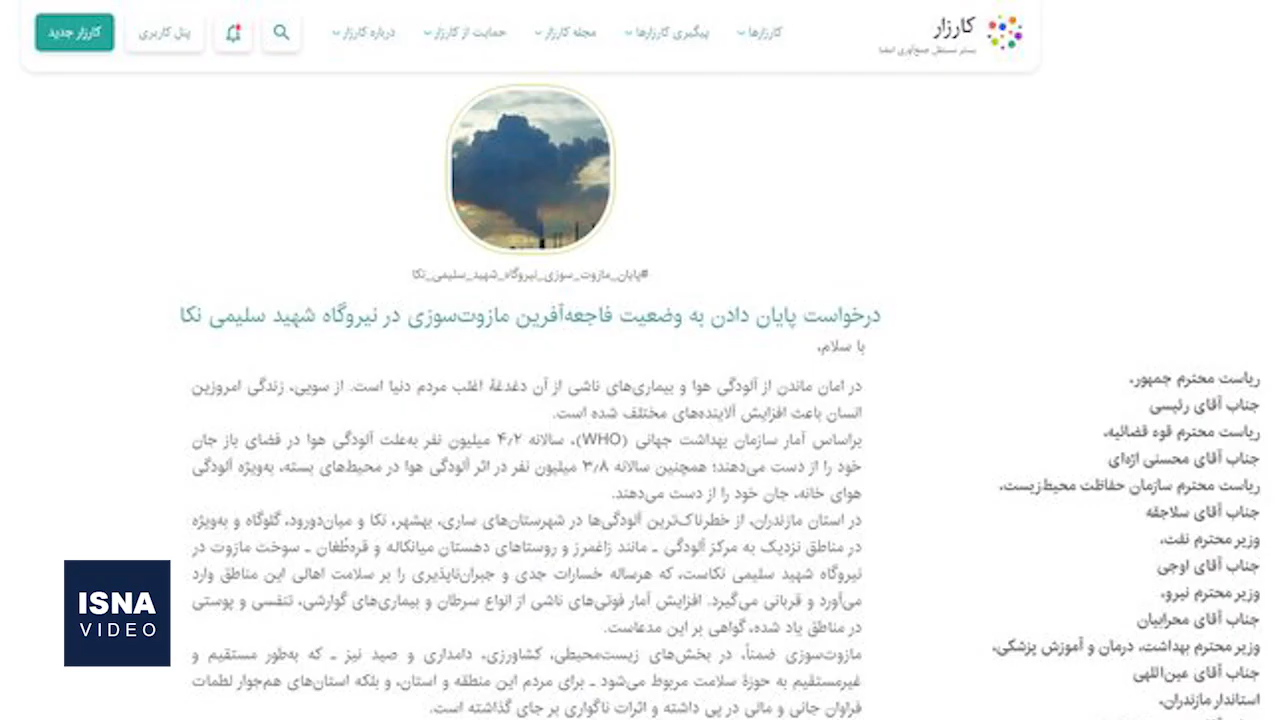 کارزار
بستر مستقل جمع‌آوری امضا
کارزارها
پیگیری کارزارها
مجله کارزار
حمایت از کارزار
درباره کارزار
پنل کاربری
کارزار جدید
#پایان_مازوت_سوزی_نیروگاه_شهید_سلیمی_نکا
درخواست پایان دادن به وضعیت فاجعه‌آفرین مازوت‌سوزی در نیروگاه شهید سلیمی نکا
با سلام،
در امان ماندن از آلودگی هوا و بیماری‌های ناشی از آن دغدغهٔ اغلب مردم دنیا است. از سویی، زندگی امروزین
انسان باعث افزایش آلاینده‌های مختلف شده است.
براساس آمار سازمان بهداشت جهانی (WHO)، سالانه ۴٫۲ میلیون نفر به‌علت آلودگی هوا در فضای باز جان
خود را از دست می‌دهند؛ همچنین سالانه ۳٫۸ میلیون نفر در اثر آلودگی هوا در محیط‌های بسته، به‌ویژه آلودگی
هوای خانه، جان خود را از دست می‌دهند.
در استان مازندران، از خطرناک‌ترین آلودگی‌ها در شهرستان‌های ساری، بهشهر، نکا و میان‌دورود، گلوگاه و به‌ویژه
در مناطق نزدیک به مرکز آلودگی ـ مانند زاغمرز و روستاهای دهستان میانکاله و قره‌طُغان ـ سوخت مازوت در
نیروگاه شهید سلیمی نکاست، که هرساله خسارات جدی و جبران‌ناپذیری را بر سلامت اهالی این مناطق وارد
می‌آورد و قربانی می‌گیرد. افزایش آمار فوتی‌های ناشی از انواع سرطان و بیماری‌های گوارشی، تنفسی و پوستی
در مناطق یاد شده، گواهی بر این مدعاست.
مازوت‌سوزی ضمناً، در بخش‌های زیست‌محیطی، کشاورزی، دامداری و صید نیز ـ که به‌طور مستقیم و
غیرمستقیم به حوزهٔ سلامت مربوط می‌شود ـ برای مردم این منطقه و استان، و بلکه استان‌های هم‌جوار لطمات
فراوان جانی و مالی در پی داشته و اثرات ناگواری بر جای گذاشته است.
ریاست محترم جمهور،
جناب آقای رئیسی
ریاست محترم قوه قضائیه،
جناب آقای محسنی اژه‌ای
ریاست محترم سازمان حفاظت محیط‌زیست،
جناب آقای سلاجقه
وزیر محترم نفت،
جناب آقای اوجی
وزیر محترم نیرو،
جناب آقای محرابیان
وزیر محترم بهداشت، درمان و آموزش پزشکی،
جناب آقای عین‌اللهی
استاندار مازندران،
ISNA
VIDEO